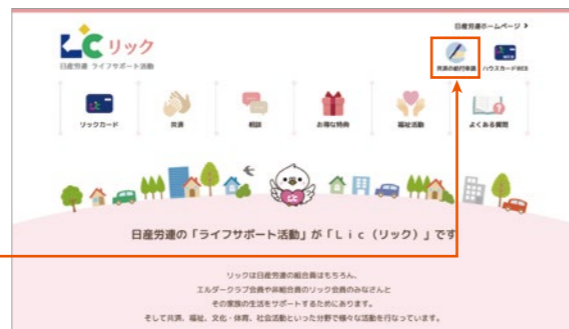 日産労連ホームページ >
Lic リック
日産労連 ライフサポート活動
共済の給付申請
ハウスカードWEB
リックカード
共済
相談
お得な特典
福祉活動
よくある質問
Lic
日産労連の「ライフサポート活動」が「Ｌｉｃ（リック）」です
リックは日産労連の組合員はもちろん、
エルダークラブ会員や非組合員のリック会員のみなさんと
その家族の生活をサポートするためにあります。
そして共済、福祉、文化・体育、社会活動といった分野で様々な活動を行なっています。